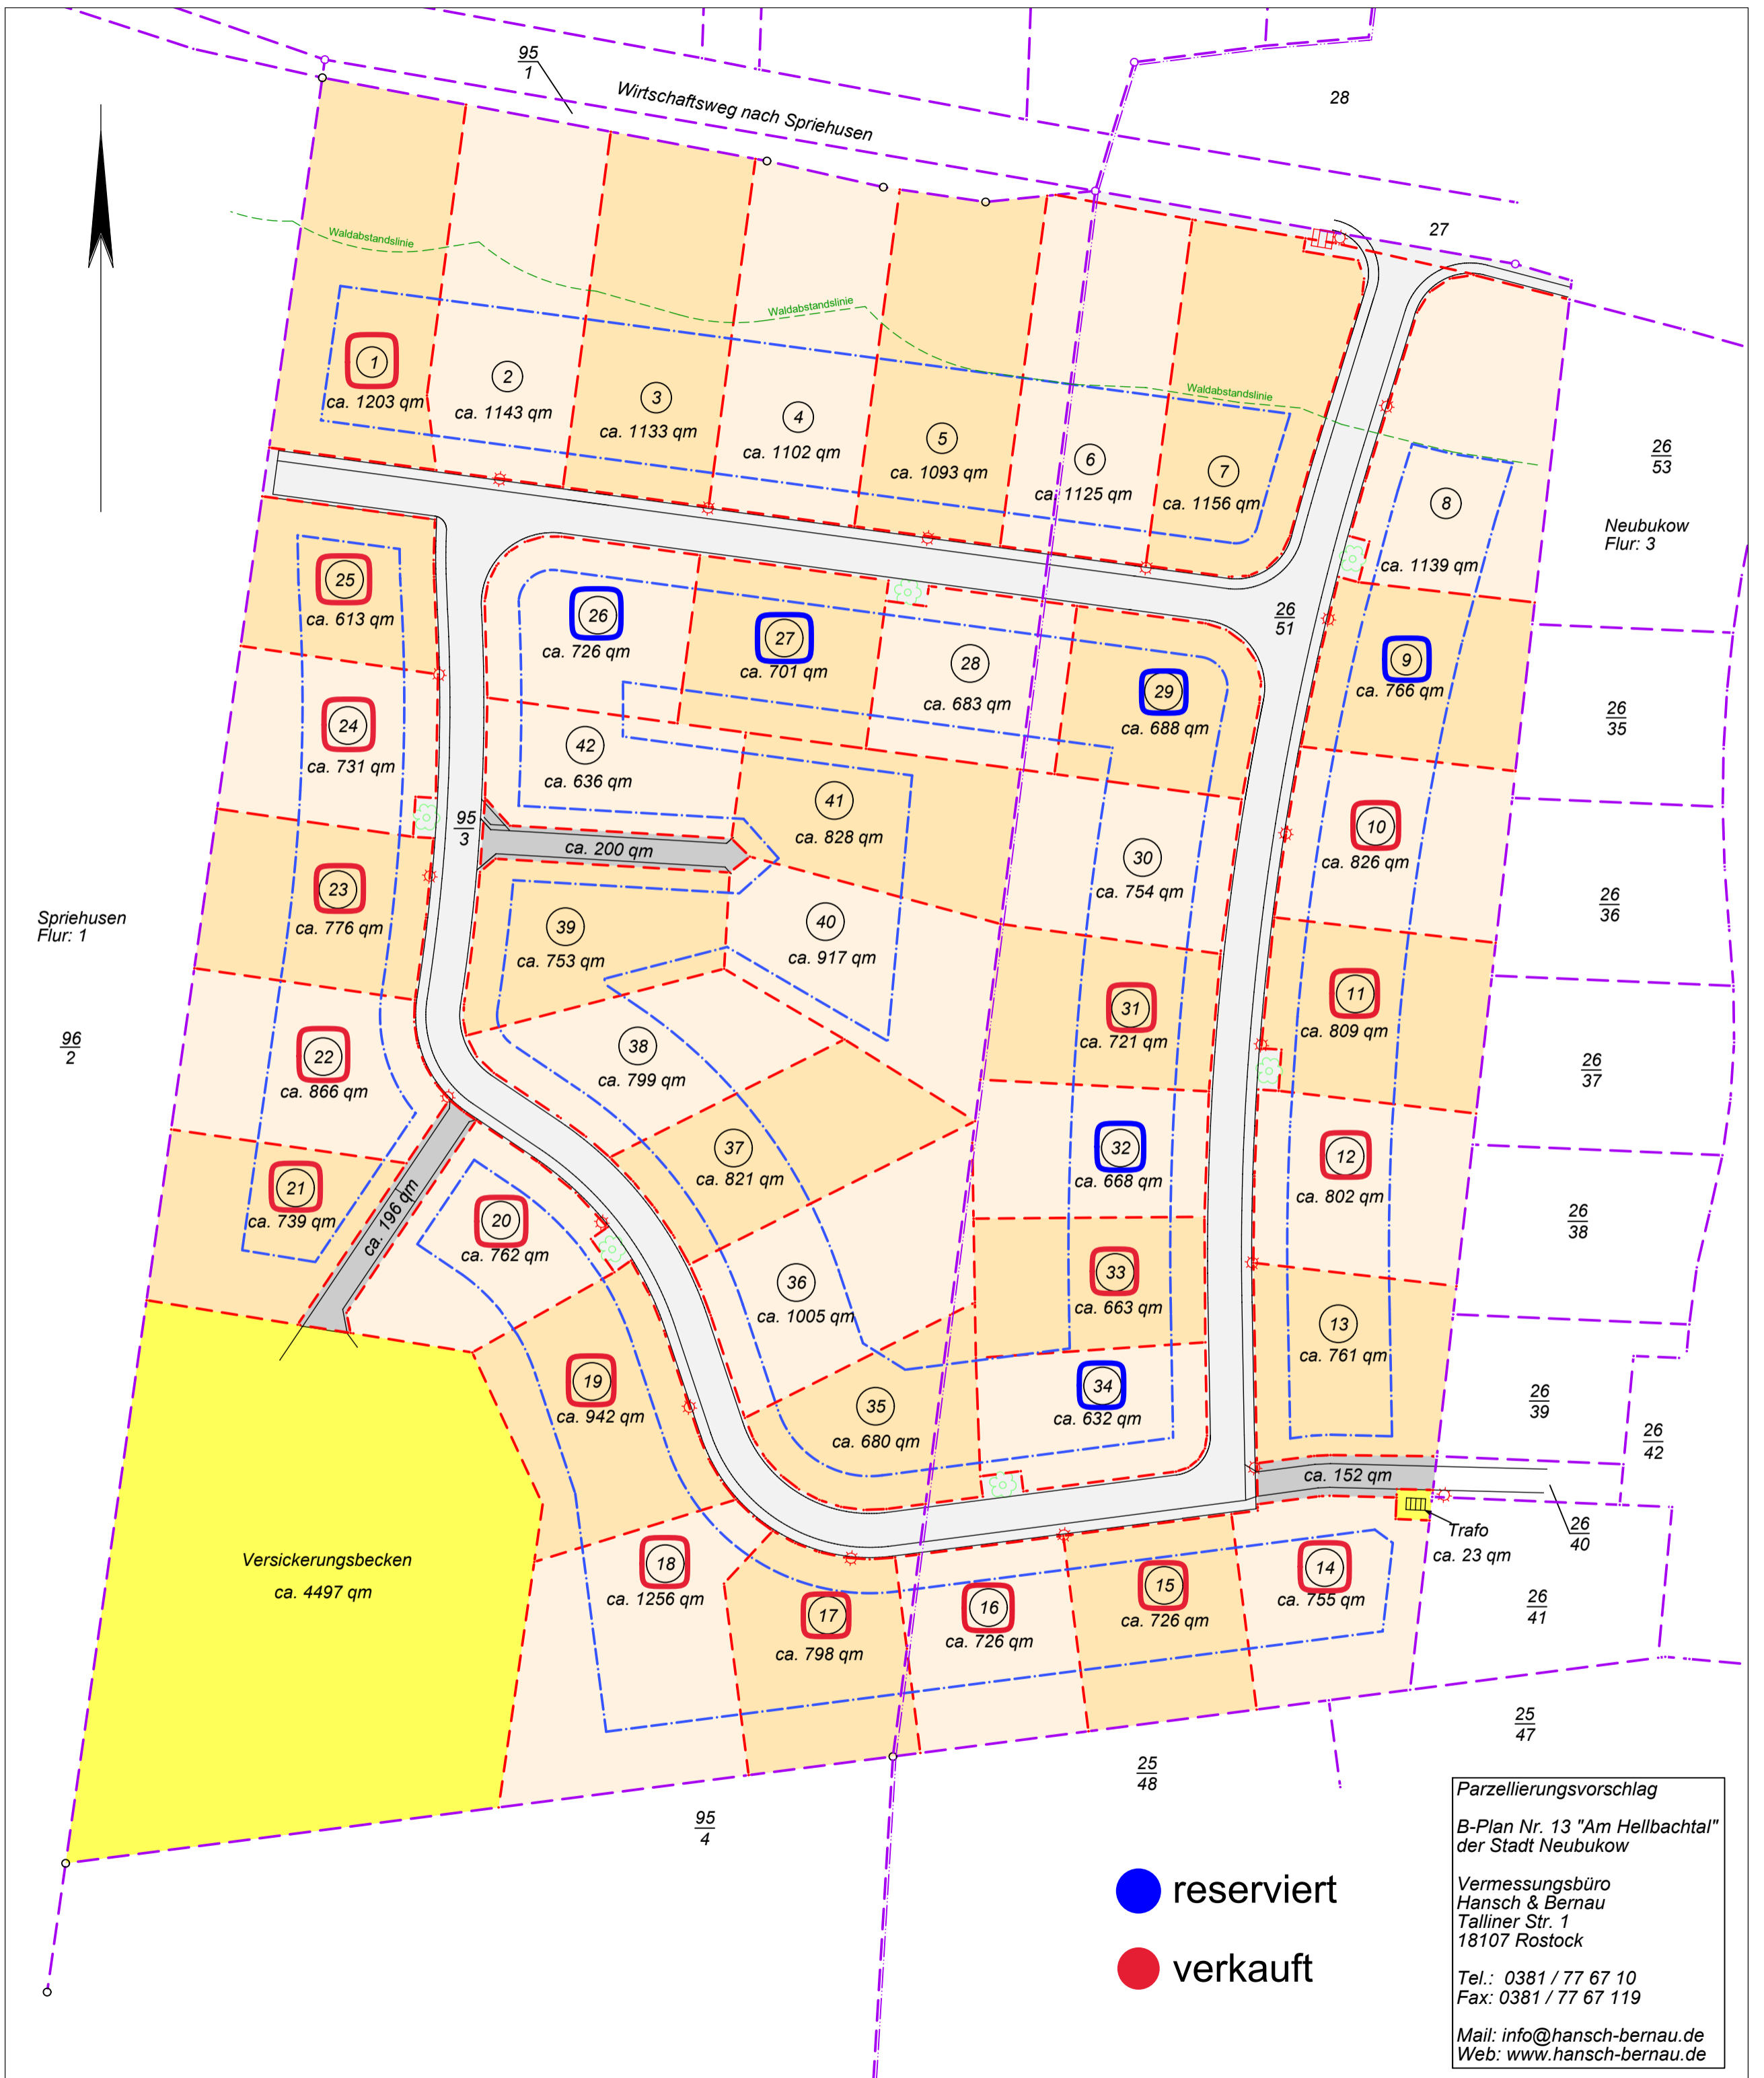 95
1
Wirtschaftsweg nach Spriehusen
28
27
Waldabstandslinie
Waldabstandslinie
Waldabstandslinie
1
ca. 1203 qm
2
ca. 1143 qm
3
ca. 1133 qm
4
ca. 1102 qm
5
ca. 1093 qm
6
ca. 1125 qm
7
ca. 1156 qm
8
ca. 1139 qm
26
53
Neubukow
Flur: 3
25
ca. 613 qm
26
ca. 726 qm
27
ca. 701 qm
28
ca. 683 qm
29
ca. 688 qm
26
51
9
ca. 766 qm
26
35
24
ca. 731 qm
42
ca. 636 qm
41
ca. 828 qm
95
3
ca. 200 qm
30
ca. 754 qm
10
ca. 826 qm
26
36
Spriehusen
Flur: 1
23
ca. 776 qm
39
ca. 753 qm
40
ca. 917 qm
31
ca. 721 qm
11
ca. 809 qm
26
37
96
2
22
ca. 866 qm
38
ca. 799 qm
37
ca. 821 qm
32
ca. 668 qm
12
ca. 802 qm
26
38
21
ca. 739 qm
ca. 196 qm
20
ca. 762 qm
36
ca. 1005 qm
33
ca. 663 qm
13
ca. 761 qm
19
ca. 942 qm
35
ca. 680 qm
34
ca. 632 qm
26
39
26
42
ca. 152 qm
Trafo
ca. 23 qm
26
40
Versickerungsbecken
ca. 4497 qm
18
ca. 1256 qm
17
ca. 798 qm
16
ca. 726 qm
15
ca. 726 qm
14
ca. 755 qm
26
41
25
47
25
48
95
4
reserviert
verkauft
Parzellierungsvorschlag
B-Plan Nr. 13 "Am Hellbachtal"
der Stadt Neubukow
Vermessungsbüro
Hansch & Bernau
Talliner Str. 1
18107 Rostock
Tel.: 0381 / 77 67 10
Fax: 0381 / 77 67 119
Mail: info@hansch-bernau.de
Web: www.hansch-bernau.de